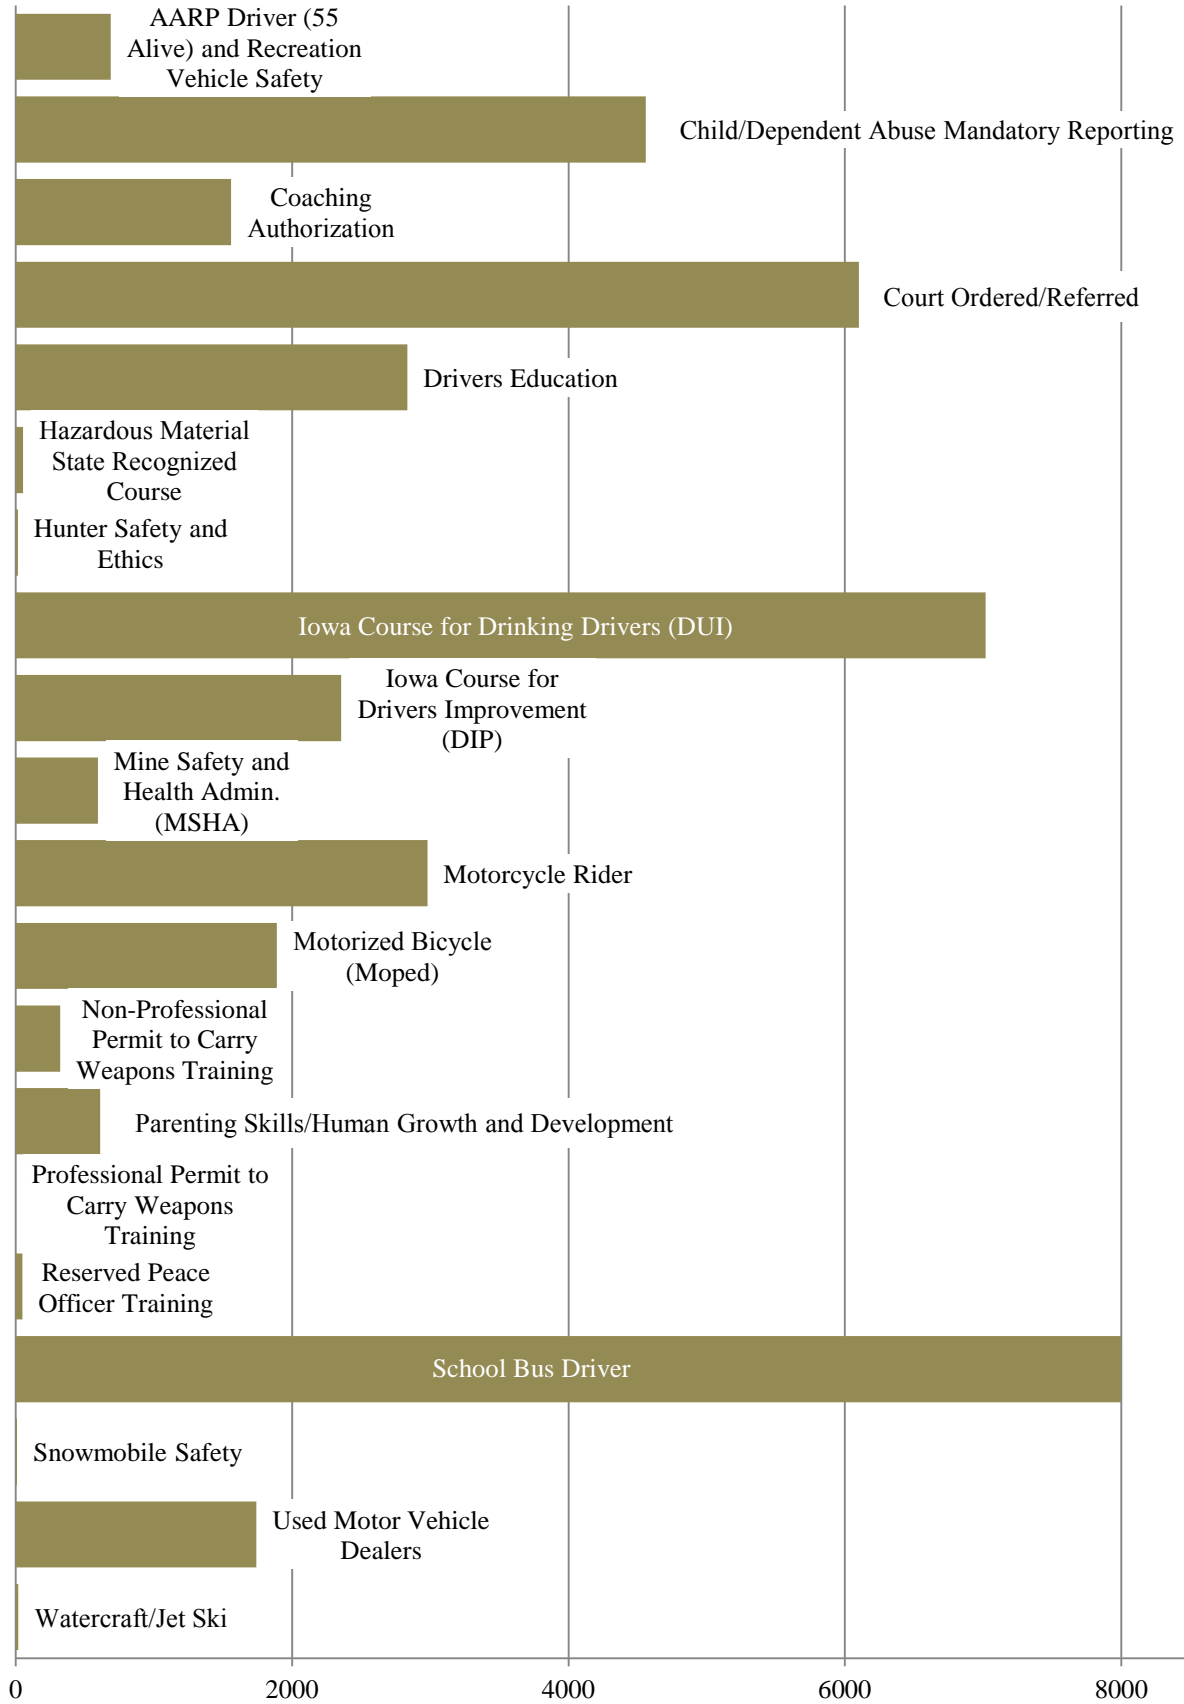 AARP Driver (55
Alive) and Recreation
Vehicle Safety
Child/Dependent Abuse Mandatory Reporting
Coaching
Authorization
Court Ordered/Referred
Drivers Education
Hazardous Material
State Recognized
Course
Hunter Safety and
Ethics
Iowa Course for Drinking Drivers (DUI)
Iowa Course for
Drivers Improvement
(DIP)
Mine Safety and
Health Admin.
(MSHA)
Motorcycle Rider
Motorized Bicycle
(Moped)
Non-Professional
Permit to Carry
Weapons Training
Parenting Skills/Human Growth and Development
Professional Permit to
Carry Weapons
Training
Reserved Peace
Officer Training
School Bus Driver
Snowmobile Safety
Used Motor Vehicle
Dealers
Watercraft/Jet Ski
0 2000 4000 6000 8000